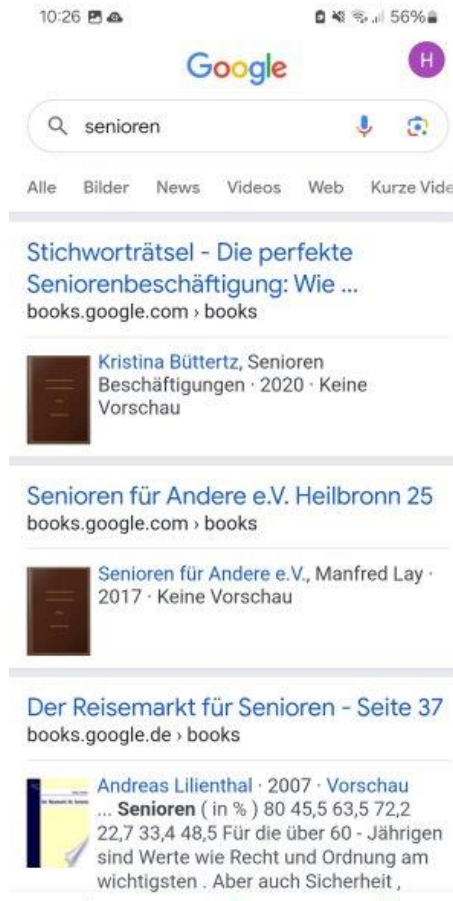 10:26 56%
Google
H
senioren
Alle Bilder News Videos Web Kurze Vide
Stichworträtsel - Die perfekte
Seniorenbeschäftigung: Wie ...
books.google.com › books
Kristina Büttertz, Senioren
Beschäftigungen · 2020 · Keine
Vorschau
Senioren für Andere e.V. Heilbronn 25
books.google.com › books
Senioren für Andere e.V., Manfred Lay ·
2017 · Keine Vorschau
Der Reisemarkt für Senioren - Seite 37
books.google.de › books
Andreas Lilienthal · 2007 · Vorschau
... Senioren ( in % ) 80 45,5 63,5 72,2
22,7 33,4 48,5 Für die über 60 - Jährigen
sind Werte wie Recht und Ordnung am
wichtigsten . Aber auch Sicherheit ,